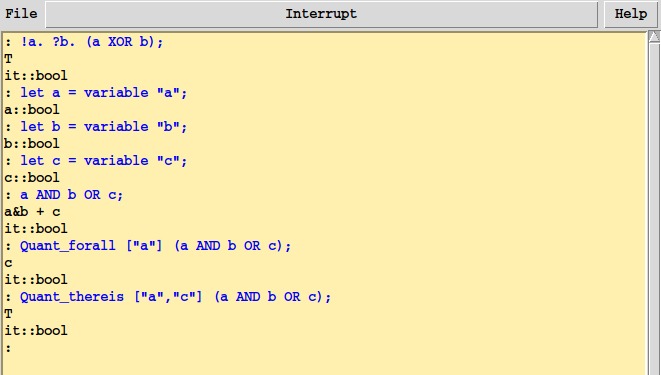 File Interrupt Help
: !a. ?b. (a XOR b);
T
it::bool
: let a = variable "a";
a::bool
: let b = variable "b";
b::bool
: let c = variable "c";
c::bool
: a AND b OR c;
a&b + c
it::bool
: Quant_forall ["a"] (a AND b OR c);
c
it::bool
: Quant_thereis ["a","c"] (a AND b OR c);
T
it::bool
: